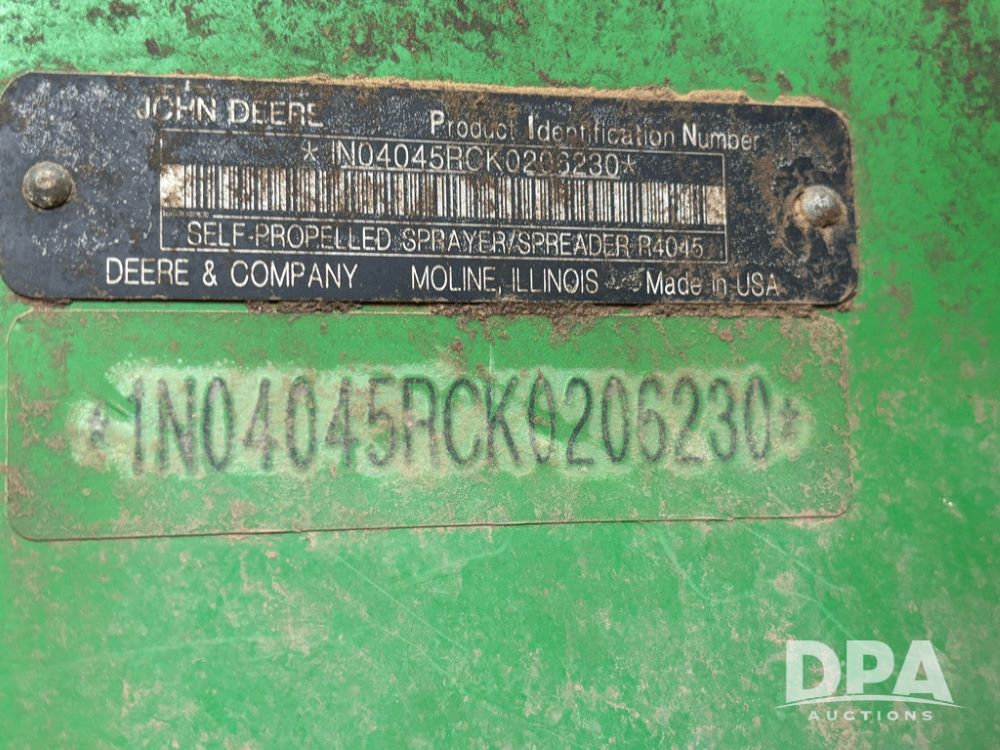 JOHN DEERE
Product Identification Number
*1N04045RCK0206230*
SELF-PROPELLED SPRAYER/SPREADER R4045
DEERE & COMPANY MOLINE, ILLINOIS Made in USA
*1N04045RCK0206230*
DPA
AUCTIONS